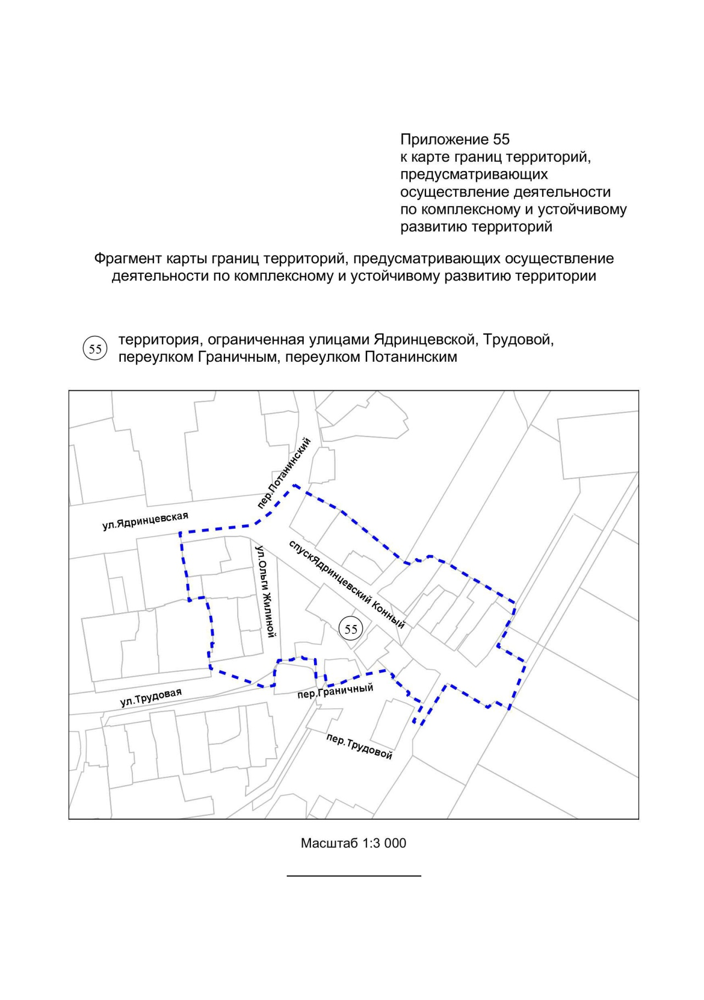 Приложение 55
к карте границ территорий,
предусматривающих
осуществление деятельности
по комплексному и устойчивому
развитию территорий
Фрагмент карты границ территорий, предусматривающих осуществление
деятельности по комплексному и устойчивому развитию территории
55
территория, ограниченная улицами Ядринцевской, Трудовой,
переулком Граничным, переулком Потанинским
пер.Потанинский
ул.Ядринцевская
ул.Ольги Жилиной
спускЯдринцевский Конный
55
пер.Граничный
ул.Трудовая
пер.Трудовой
Масштаб 1:3 000